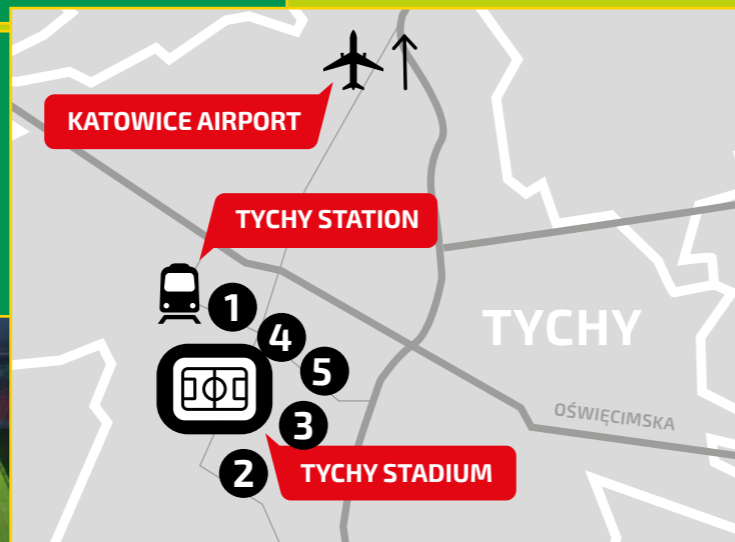 KATOWICE AIRPORT
TYCHY STATION
1
4
TYCHY
5
3
OŚWIĘCIMSKA
2
TYCHY STADIUM